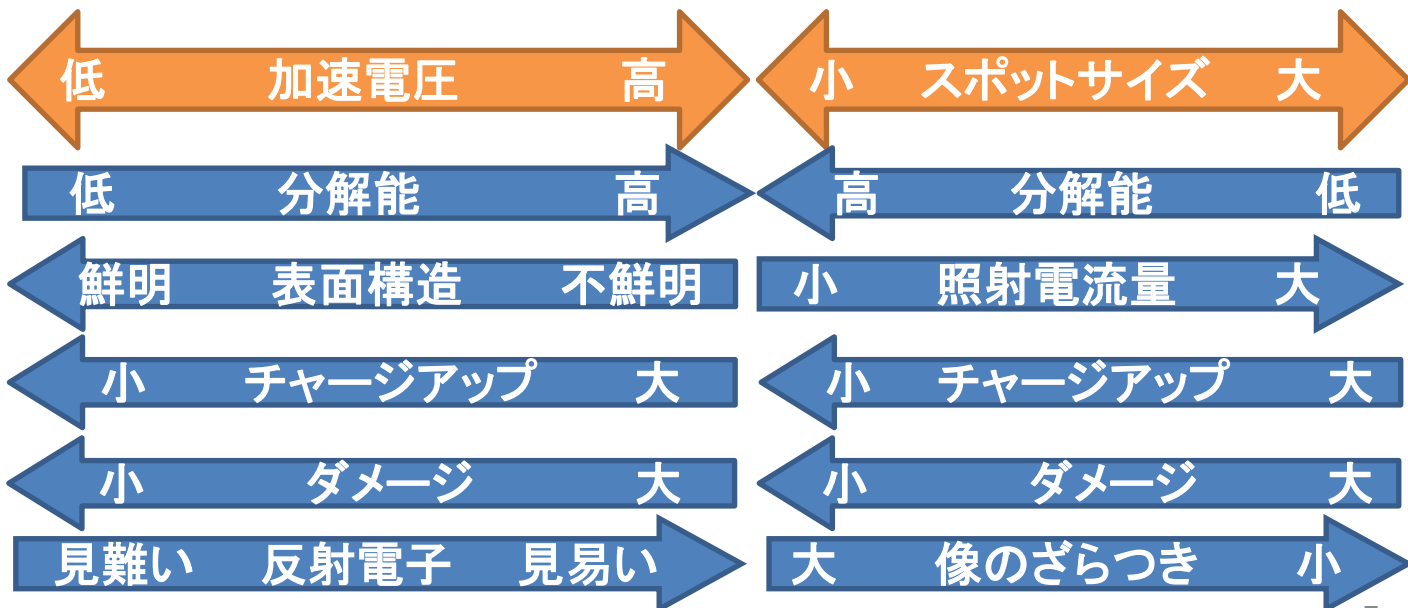 低 加速電圧 高 小 スポットサイズ 大
低 分解能 高 高 分解能 低
鮮明 表面構造 不鮮明 小 照射電流量 大
小 チャージアップ 大 小 チャージアップ 大
小 ダメージ 大 小 ダメージ 大
見難い 反射電子 見易い 大 像のざらつき 小